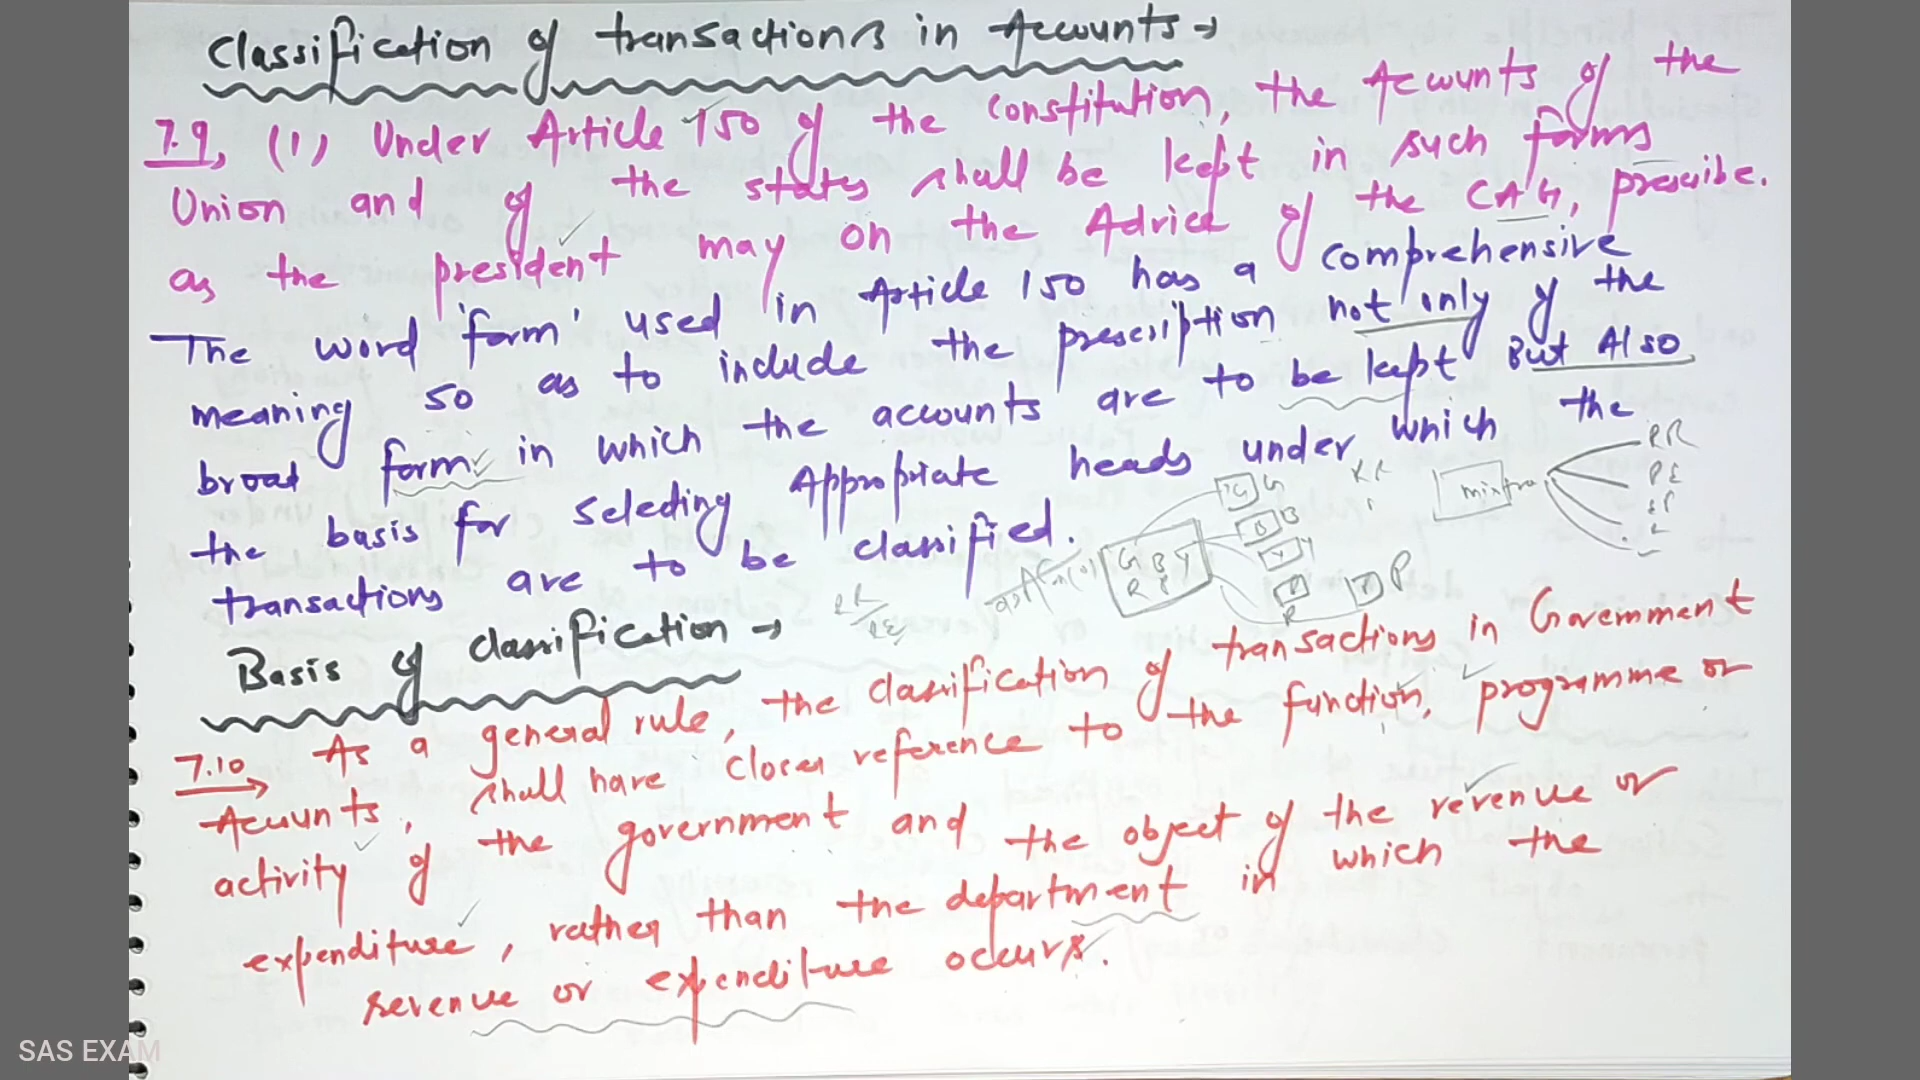 Classification of transactions in Accounts →
7.9, (1) Under Article 150 of the constitution, the Accounts of the
Union and of the states shall be kept in such forms
as the president may on the Advice of the CAG, prescribe.
The word 'form' used in Article 150 has a comprehensive
meaning so as to include the prescription not only of the
broad form in which the accounts are to be kept But Also
the basis for selecting Appropriate heads under which the
transactions are to be classified.
G B Y
R P
G
B
Y
R
P
mixture
RR
RE
RR
RE
Basis of classification →
7.10 → As a general rule, the classification of transactions in Government
Accounts, shall have closer reference to the function, programme or
activity of the government and the object of the revenue or
expenditure, rather than the department in which the
revenue or expenditure occurs.
SAS EXAM